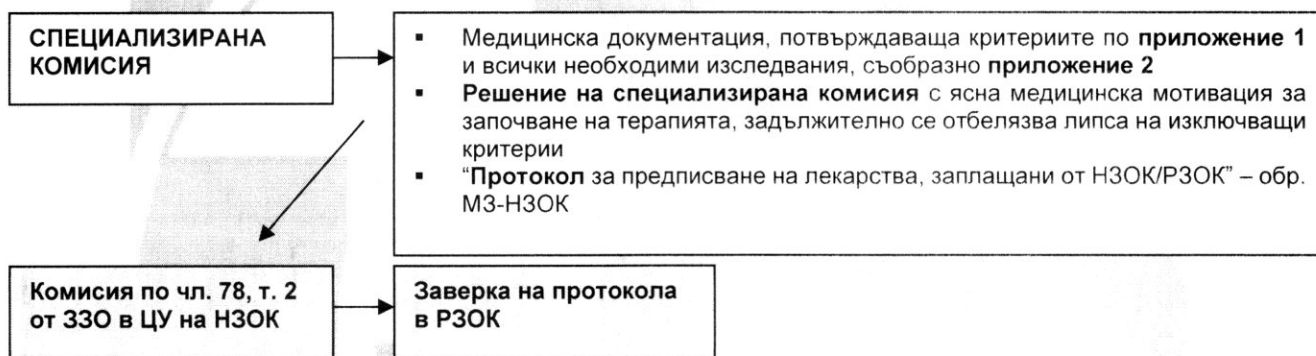 СПЕЦИАЛИЗИРАНА
КОМИСИЯ
▪ Медицинска документация, потвърждаваща критериите по приложение 1
и всички необходими изследвания, съобразно приложение 2
▪ Решение на специализирана комисия с ясна медицинска мотивация за
започване на терапията, задължително се отбелязва липса на изключващи
критерии
▪ "Протокол за предписване на лекарства, заплащани от НЗОК/РЗОК" – обр.
МЗ-НЗОК
Комисия по чл. 78, т. 2
от ЗЗО в ЦУ на НЗОК
Заверка на протокола
в РЗОК